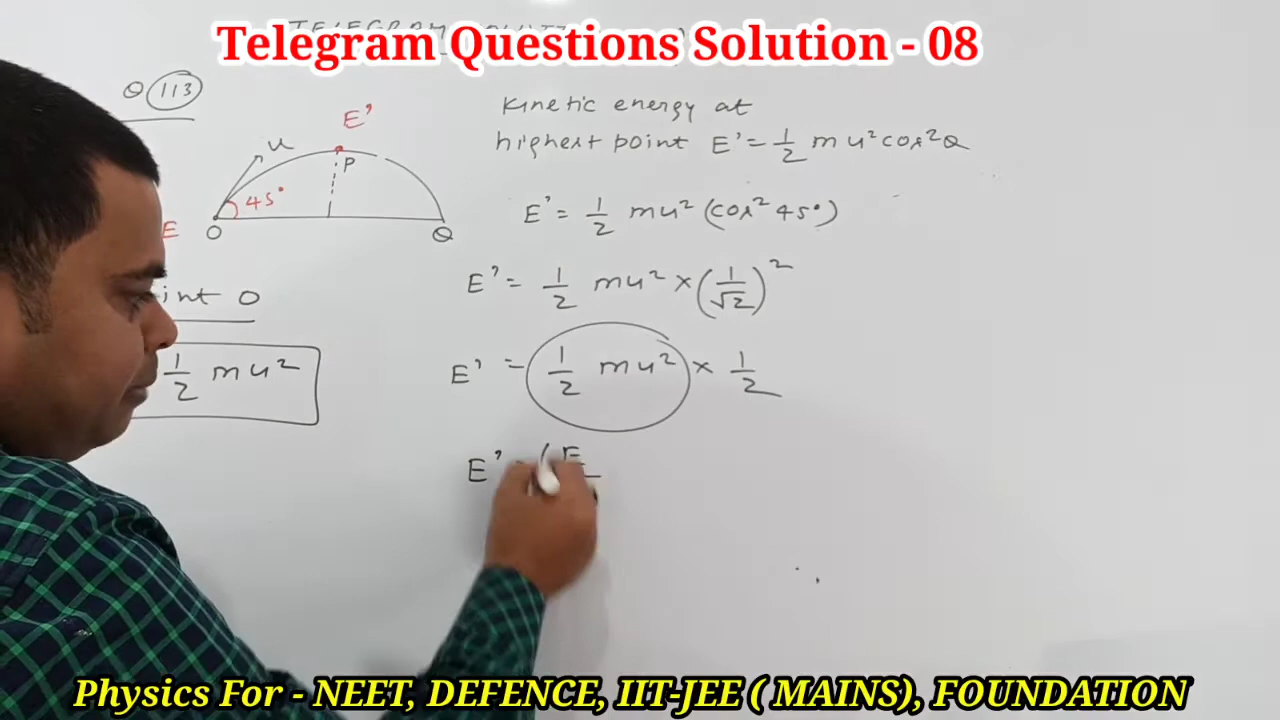 Telegram Questions Solution - 08
Q 113
E'
u
P
45°
E
O
Q
int O
1/2 mu²
Kinetic energy at
highest point E' = 1/2 mu² cos²θ
E' = 1/2 mu² (cos² 45°)
E' = 1/2 mu² × (1/√2)²
E' = 1/2 mu² × 1/2
E' = (E
Physics For - NEET, DEFENCE, IIT-JEE ( MAINS), FOUNDATION